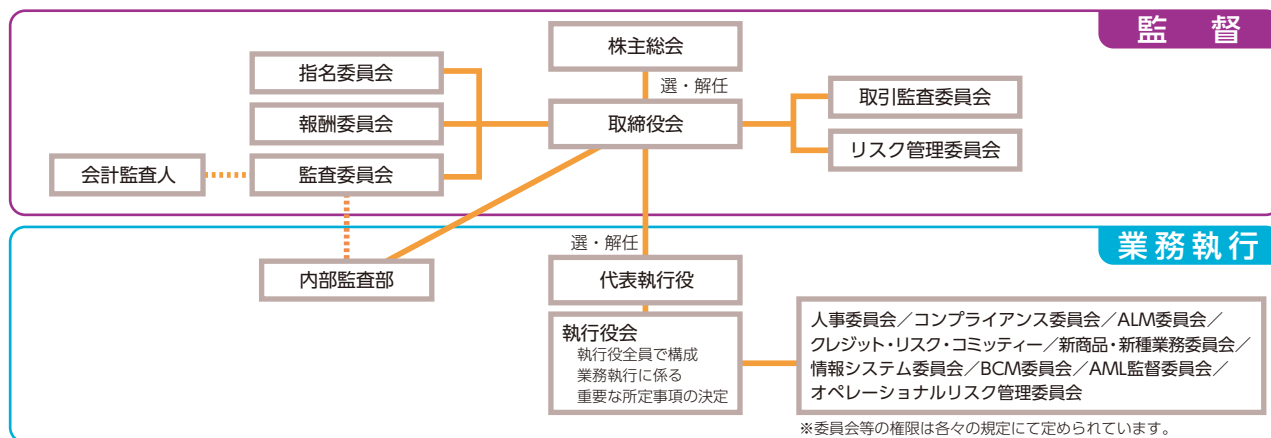 監　督
株主総会
選・解任
指名委員会
報酬委員会
監査委員会
会計監査人
取締役会
取引監査委員会
リスク管理委員会
業務執行
選・解任
内部監査部
代表執行役
執行役会
執行役全員で構成
業務執行に係る
重要な所定事項の決定
人事委員会／コンプライアンス委員会／ALM委員会／
クレジット・リスク・コミッティー／新商品・新種業務委員会／
情報システム委員会／BCM委員会／AML監督委員会／
オペレーショナルリスク管理委員会
※委員会等の権限は各々の規定にて定められています。